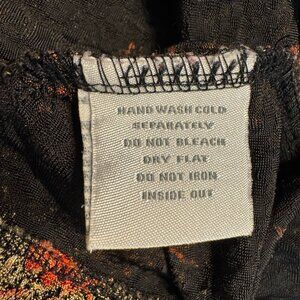 HAND WASH COLD
SEPARATELY
DO NOT BLEACH
DRY FLAT
DO NOT IRON
INSIDE OUT